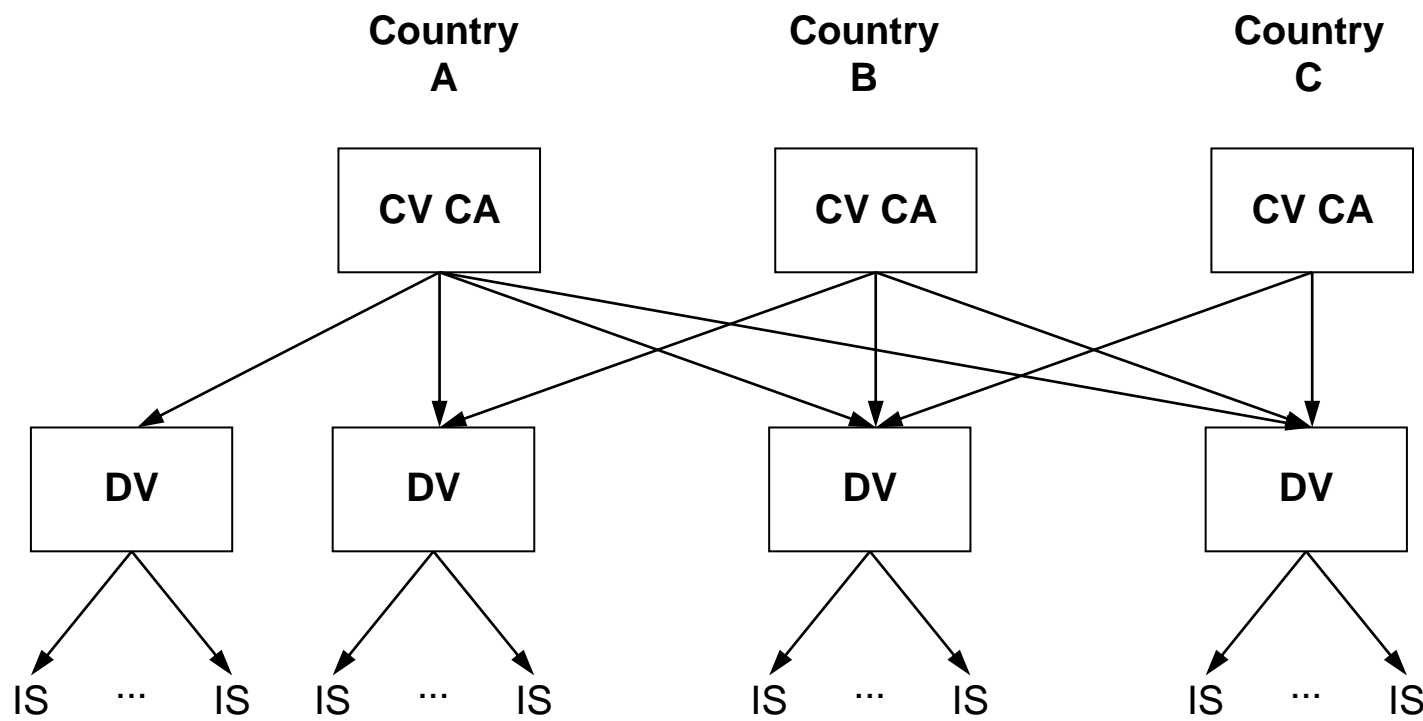 Country
A
Country
B
Country
C
CV CA
CV CA
CV CA
DV
DV
DV
DV
IS ... IS
IS ... IS
IS ... IS
IS ... IS